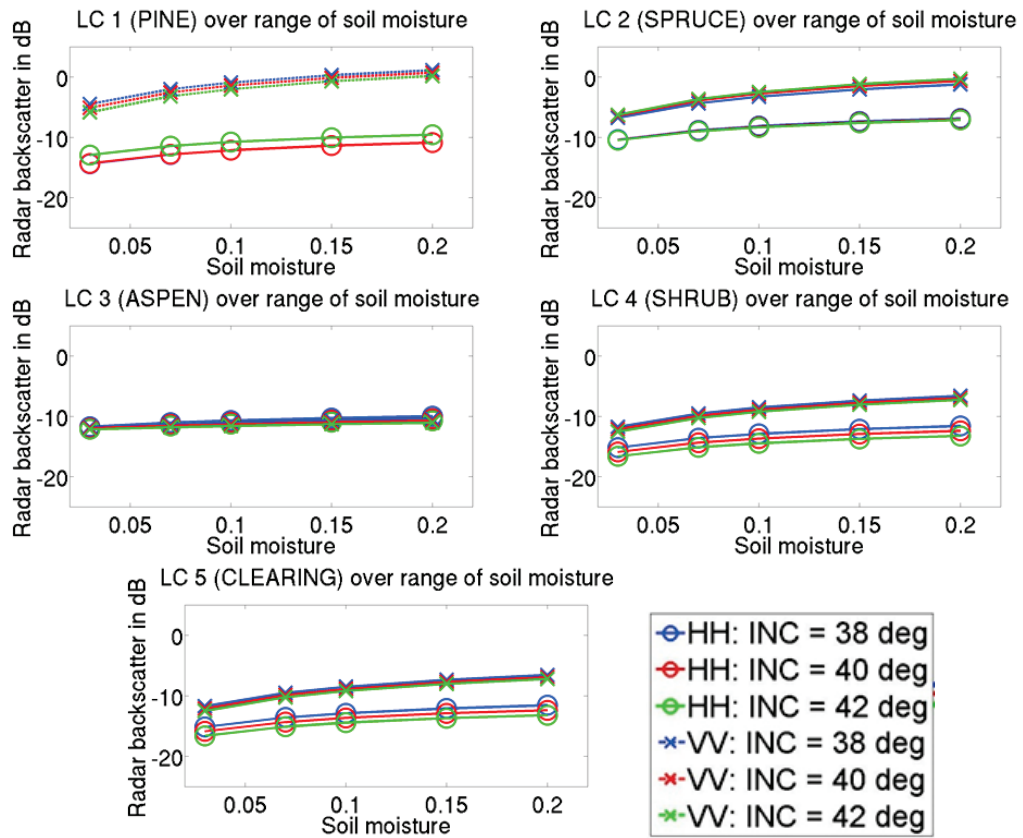 LC 1 (PINE) over range of soil moisture
Radar backscatter in dB
0
-10
-20
0.05 0.1 0.15 0.2
Soil moisture
LC 2 (SPRUCE) over range of soil moisture
Radar backscatter in dB
0
-10
-20
0.05 0.1 0.15 0.2
Soil moisture
LC 3 (ASPEN) over range of soil moisture
Radar backscatter in dB
0
-10
-20
0.05 0.1 0.15 0.2
Soil moisture
LC 4 (SHRUB) over range of soil moisture
Radar backscatter in dB
0
-10
-20
0.05 0.1 0.15 0.2
Soil moisture
LC 5 (CLEARING) over range of soil moisture
Radar backscatter in dB
0
-10
-20
0.05 0.1 0.15 0.2
Soil moisture
HH: INC = 38 deg
HH: INC = 40 deg
HH: INC = 42 deg
VV: INC = 38 deg
VV: INC = 40 deg
VV: INC = 42 deg